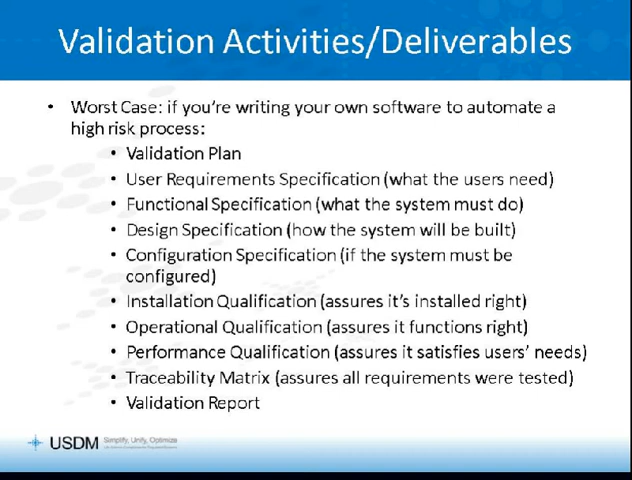 Validation Activities/Deliverables
• Worst Case: if you're writing your own software to automate a
high risk process:
• Validation Plan
• User Requirements Specification (what the users need)
• Functional Specification (what the system must do)
• Design Specification (how the system will be built)
• Configuration Specification (if the system must be
configured)
• Installation Qualification (assures it's installed right)
• Operational Qualification (assures it functions right)
• Performance Qualification (assures it satisfies users' needs)
• Traceability Matrix (assures all requirements were tested)
• Validation Report
USDM Simplify, Unify, Optimize